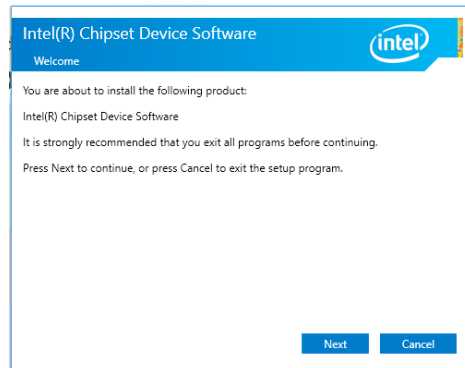 Intel(R) Chipset Device Software
intel
Welcome
You are about to install the following product:
Intel(R) Chipset Device Software
It is strongly recommended that you exit all programs before continuing.
Press Next to continue, or press Cancel to exit the setup program.
Next Cancel